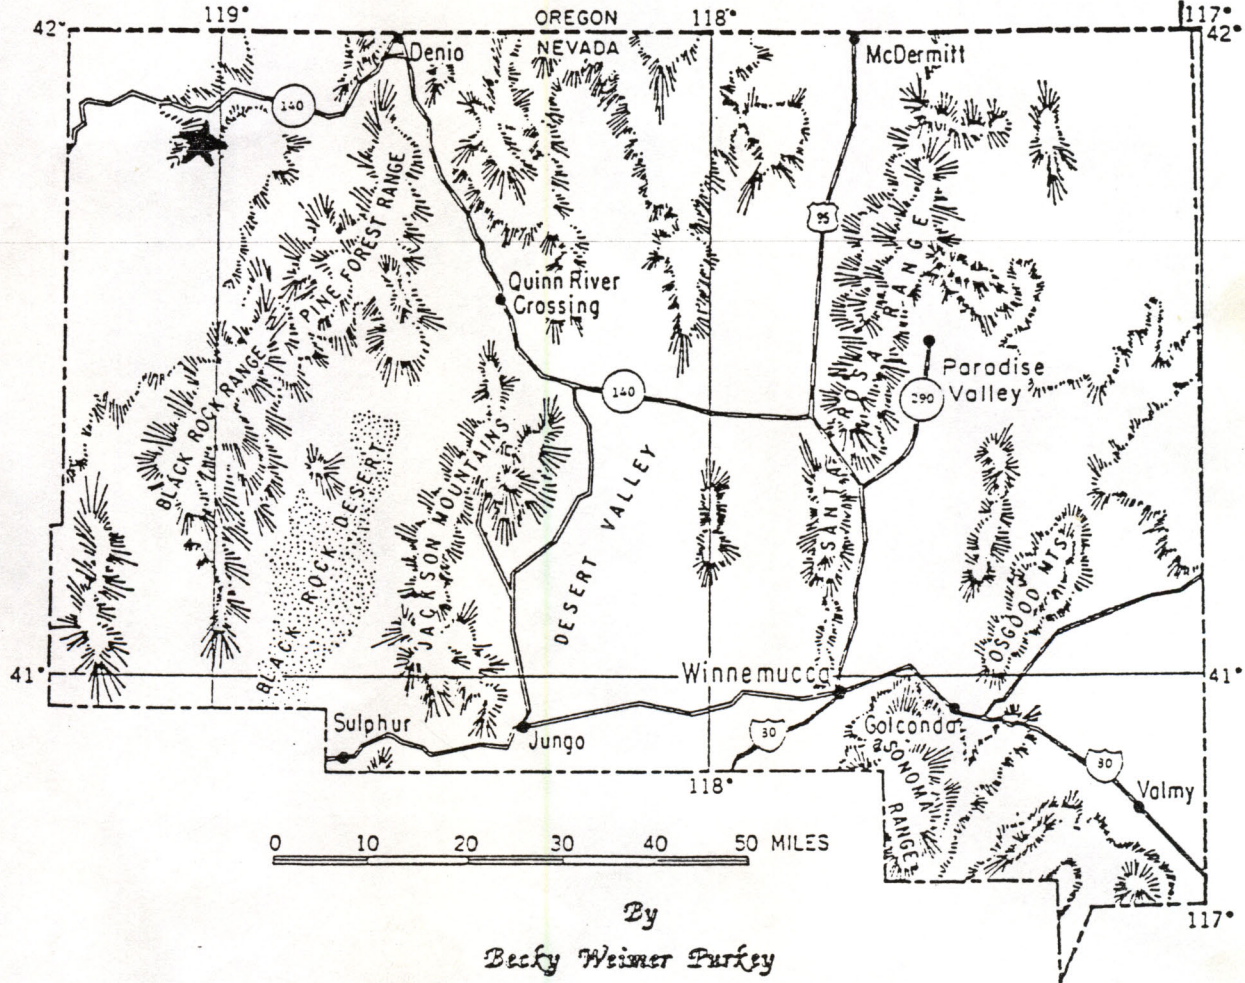 119°
OREGON
118°
117°
42°
42°
Denio
NEVADA
McDermitt
140
PINE FOREST RANGE
95
SANTA ROSA RANGE
Quinn River
Crossing
Paradise
Valley
140
290
BLACK ROCK RANGE
BLACK ROCK DESERT
JACKSON MOUNTAINS
DESERT VALLEY
OSGOOD MTS.
41°
41°
Winnemucca
Sulphur
Jungo
80
Golconda
SONOMA
RANGE
80
Valmy
118°
0 10 20 30 40 50 MILES
117°
By
Becky Weimer Purkey